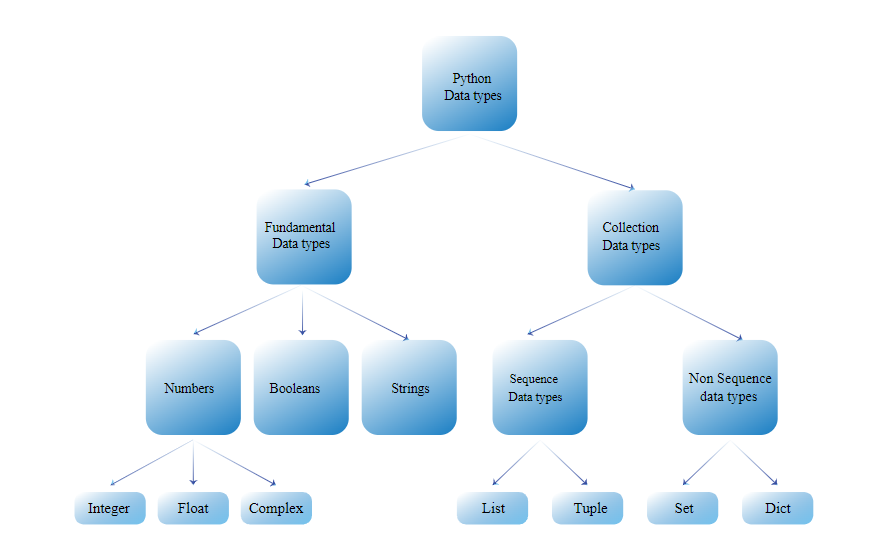 Python
Data types
Fundamental
Data types
Collection
Data types
Numbers
Booleans
Strings
Sequence
Data types
Non Sequence
data types
Integer
Float
Complex
List
Tuple
Set
Dict